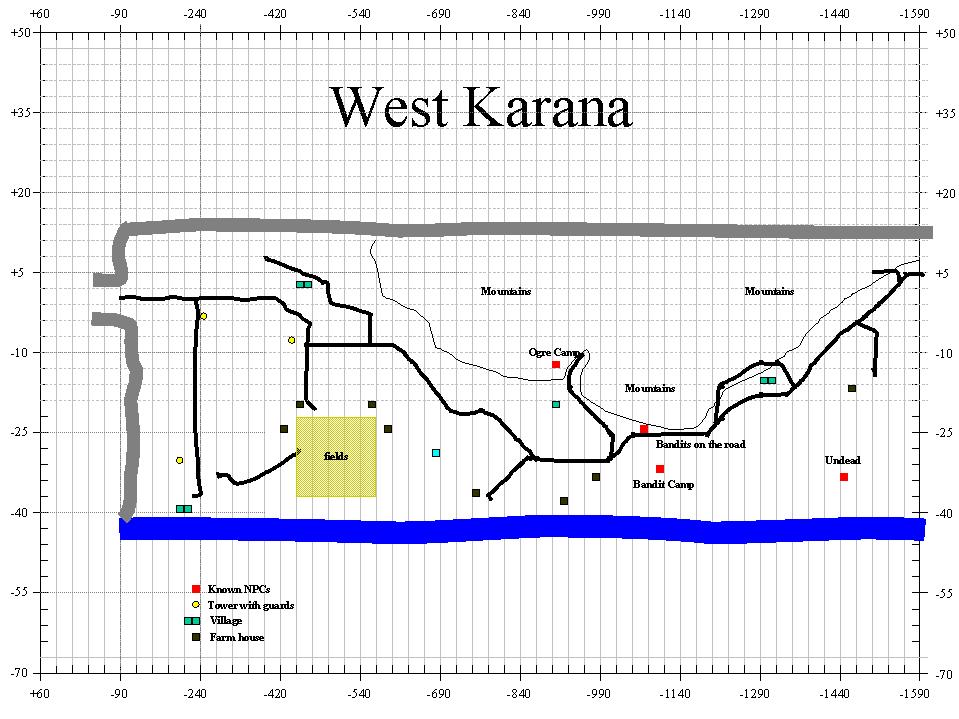 +60 -90 -240 -420 -540 -690 -840 -990 -1140 -1290 -1440 -1590
+50 +50
West Karana
+35 +35
+20 +20
+5 +5
Mountains Mountains
-10 -10
Ogre Camp
Mountains
-25 -25
Bandits on the road
fields
Undead
Bandit Camp
-40 -40
Known NPCs
-55 -55
Tower with guards
Village
Farm house
-70 -70
+60 -90 -240 -420 -540 -690 -840 -990 -1140 -1290 -1440 -1590